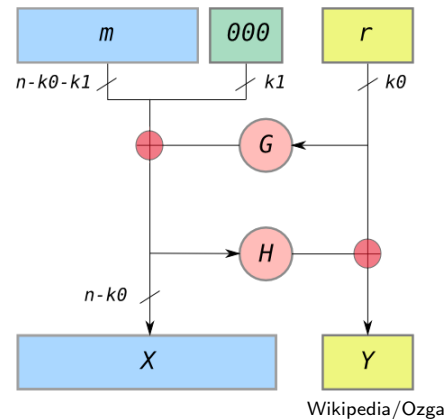 m 000 r
n-k0-k1 k1 k0
G
H
n-k0
X Y
Wikipedia/Ozga